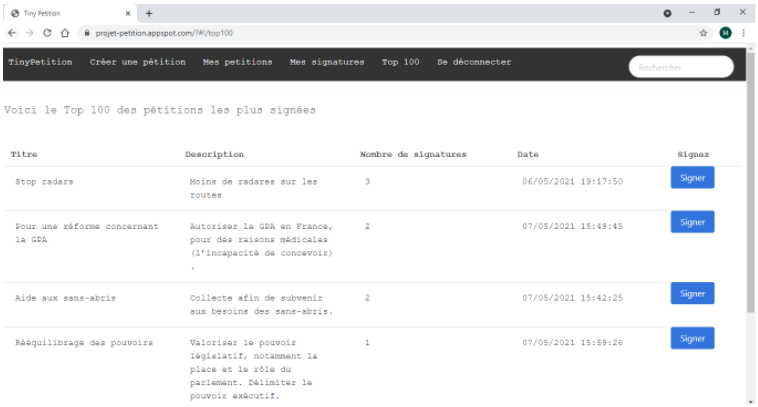 Tiny Petition
projet-petition.appspot.com/?#!/top100
M
TinyPetition Créer une pétition Mes petitions Mes signatures Top 100 Se déconnecter Rechercher
Voici le Top 100 des pétitions les plus signées
Titre Description Nombre de signatures Date Signez
Stop radars Moins de radares sur les 3 06/05/2021 19:17:50 Signer
routes
Pour une réforme concernant Autoriser la GPA en France, 2 07/05/2021 15:49:45 Signer
la GPA pour des raisons médicales
(l'incapacité de concevoir)
.
Aide aux sans-abris Collecte afin de subvenir 2 07/05/2021 15:42:25 Signer
aux besoins des sans-abris.
Rééquilibrage des pouvoirs Valoriser le pouvoir 1 07/05/2021 15:59:26 Signer
législatif, notamment la
place et le rôle du
parlement. Délimiter le
pouvoir exécutif.